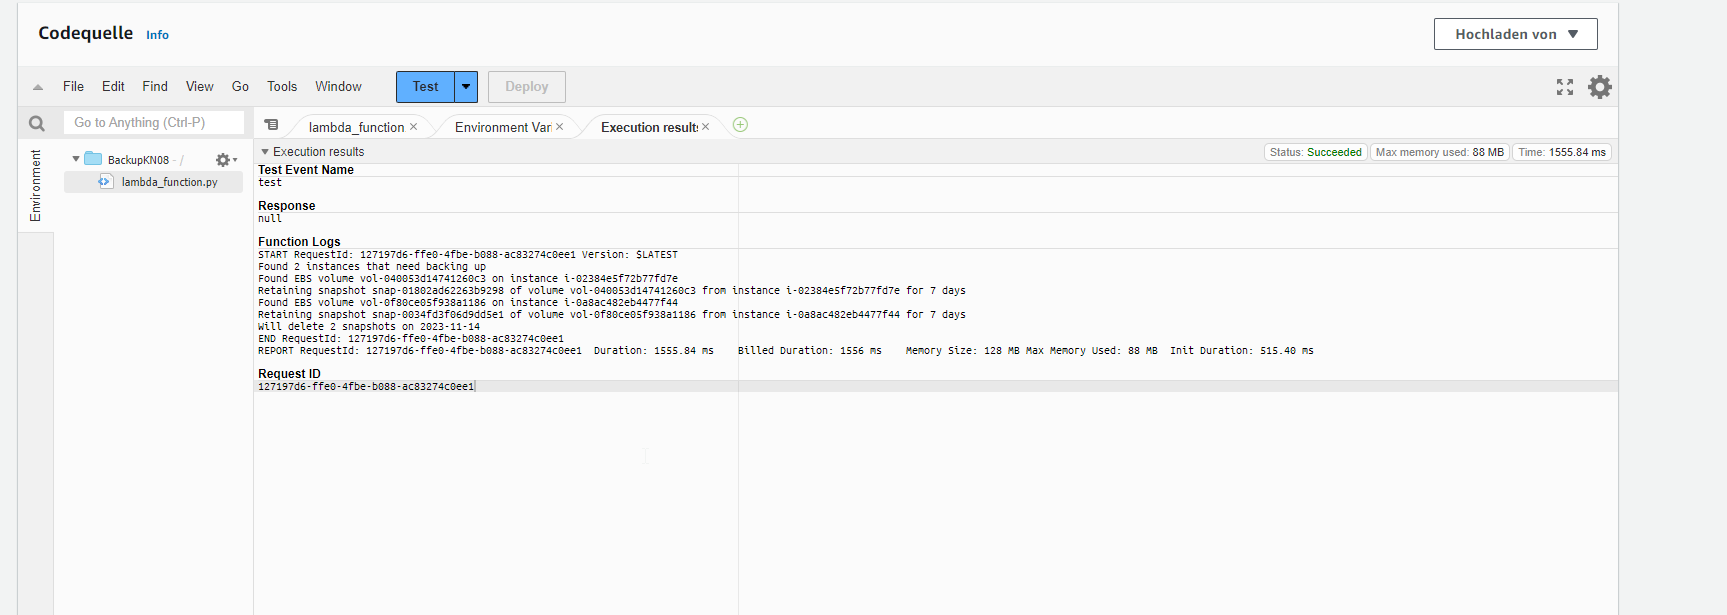 Codequelle Info
Hochladen von
File Edit Find View Go Tools Window Test Deploy
Go to Anything (Ctrl-P)
lambda_function × Environment Var × Execution results ×
Environment
BackupKN08 - /
lambda_function.py
Execution results
Status: Succeeded Max memory used: 88 MB Time: 1555.84 ms
Test Event Name
test
Response
null
Function Logs
START RequestId: 127197d6-ffe0-4fbe-b088-ac83274c0ee1 Version: $LATEST
Found 2 instances that need backing up
Found EBS volume vol-040053d14741260c3 on instance i-02384e5f72b77fd7e
Retaining snapshot snap-01802ad62263b9298 of volume vol-040053d14741260c3 from instance i-02384e5f72b77fd7e for 7 days
Found EBS volume vol-0f80ce05f938a1186 on instance i-0a8ac482eb4477f44
Retaining snapshot snap-0034fd3f06d9dd5e1 of volume vol-0f80ce05f938a1186 from instance i-0a8ac482eb4477f44 for 7 days
Will delete 2 snapshots on 2023-11-14
END RequestId: 127197d6-ffe0-4fbe-b088-ac83274c0ee1
REPORT RequestId: 127197d6-ffe0-4fbe-b088-ac83274c0ee1 Duration: 1555.84 ms Billed Duration: 1556 ms Memory Size: 128 MB Max Memory Used: 88 MB Init Duration: 515.40 ms
Request ID
127197d6-ffe0-4fbe-b088-ac83274c0ee1